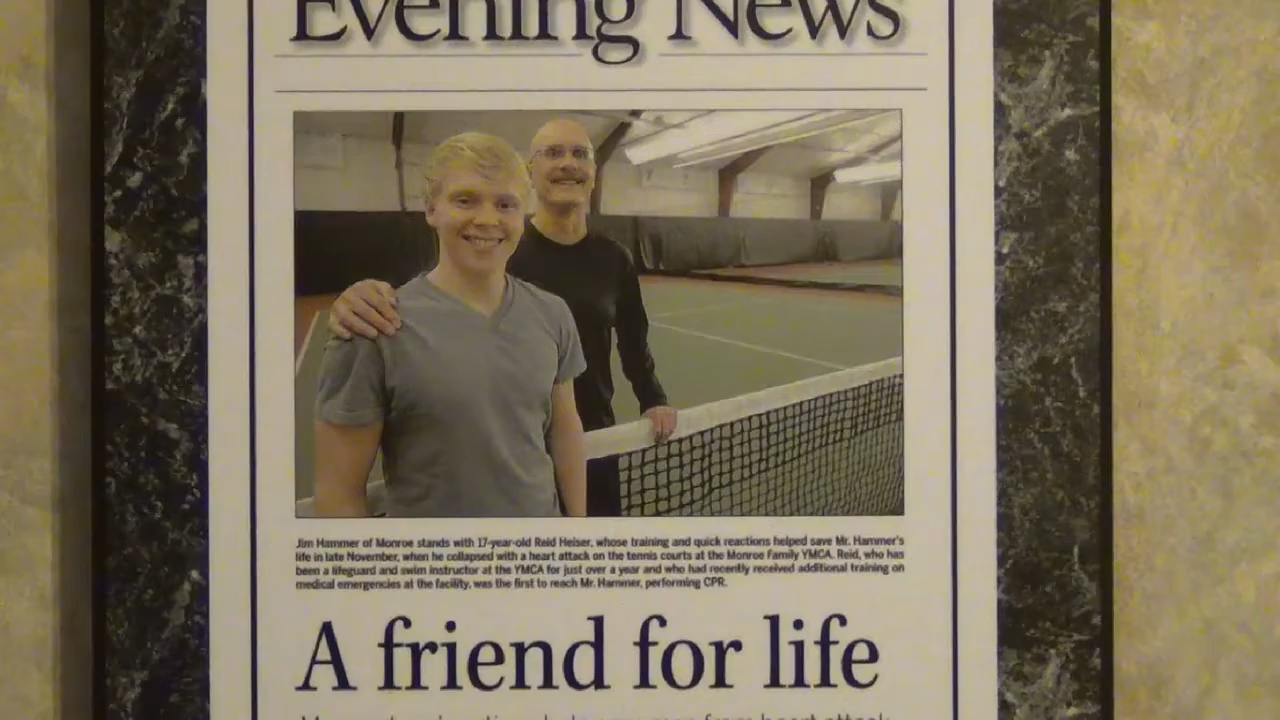 Evening News
Jim Hammer of Monroe stands with 17-year-old Reid Heiser, whose training and quick reactions helped save Mr. Hammer's
life in late November, when he collapsed with a heart attack on the tennis courts at the Monroe Family YMCA. Reid, who has
been a lifeguard and swim instructor at the YMCA for just over a year and who had recently received additional training on
medical emergencies at the facility, was the first to reach Mr. Hammer, performing CPR.
A friend for life
man from heart attack